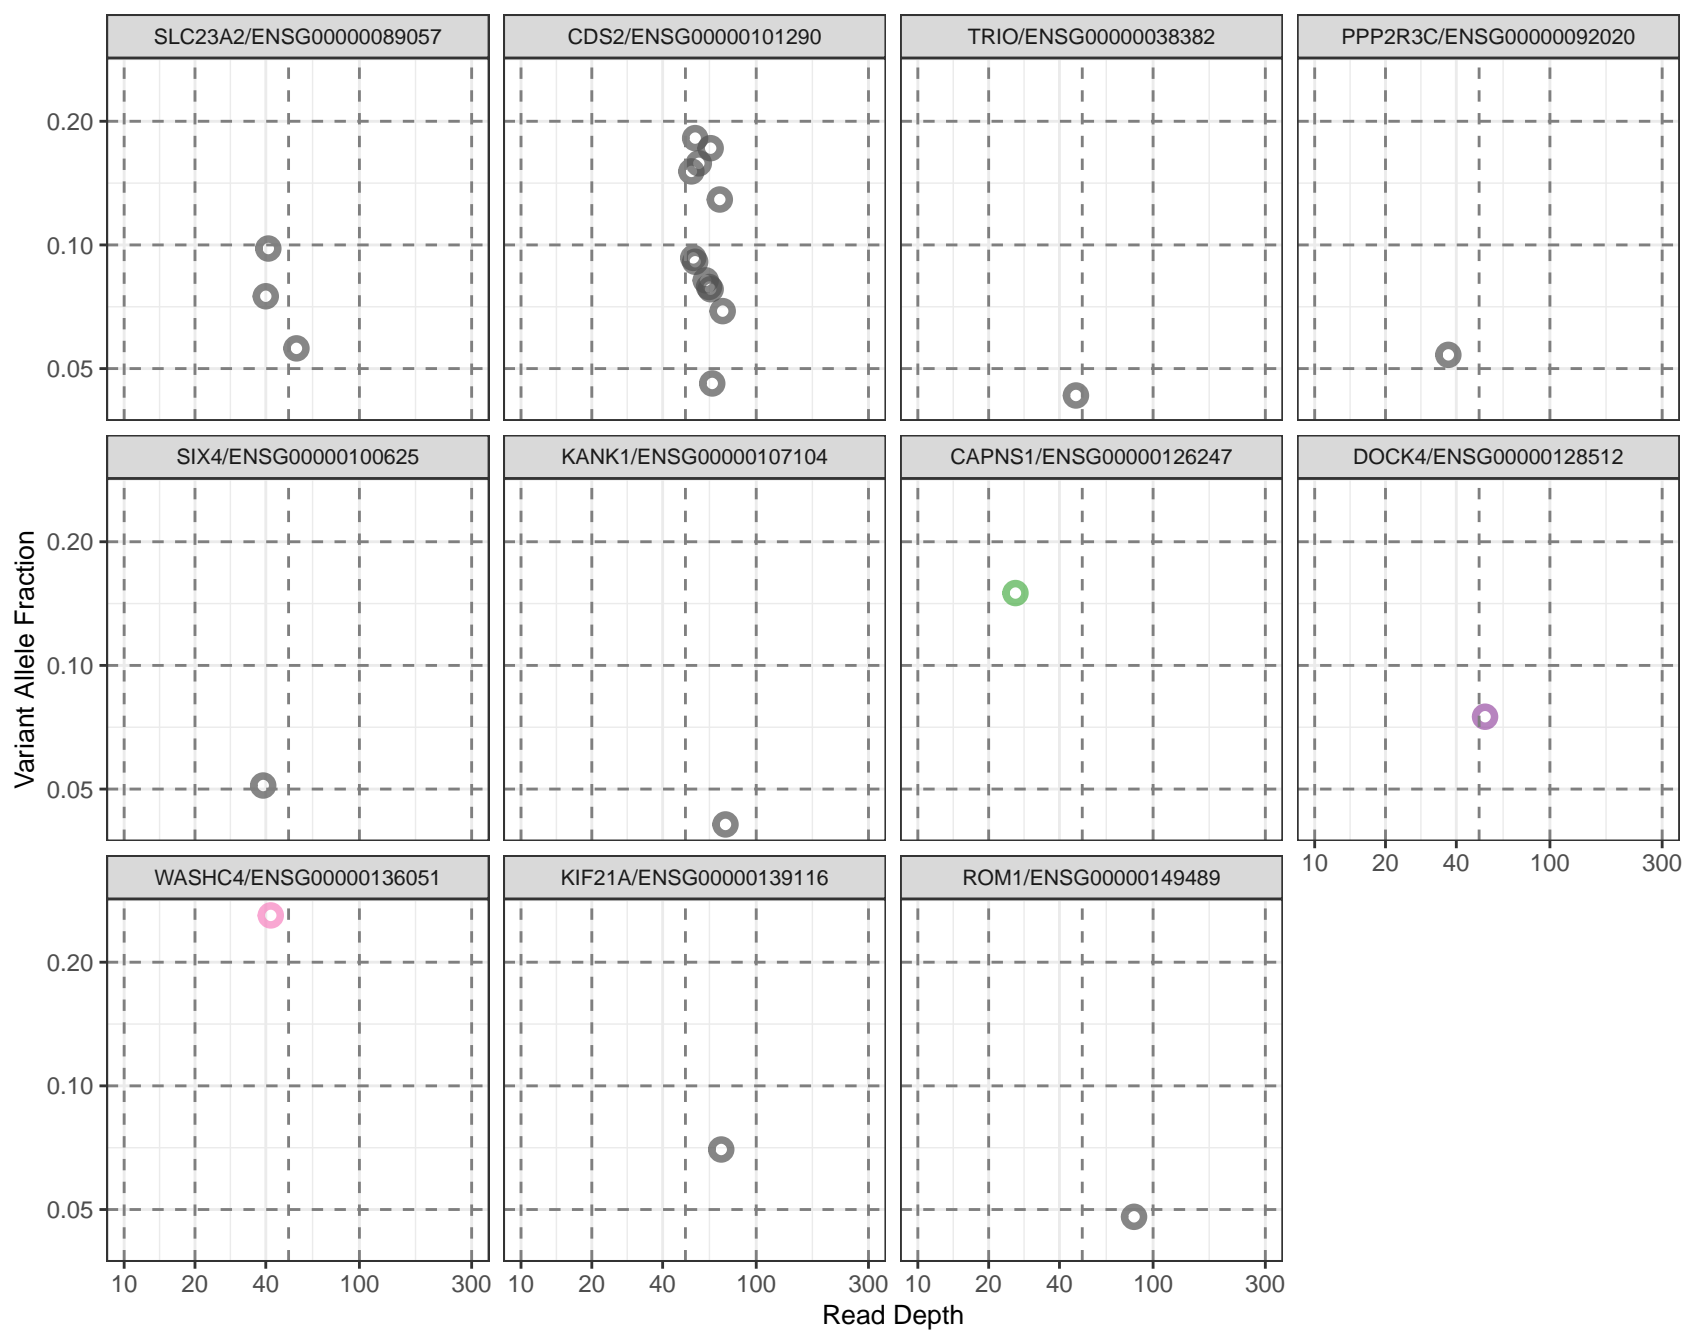 SLC23A2/ENSG00000089057
CDS2/ENSG00000101290
TRIO/ENSG00000038382
PPP2R3C/ENSG00000092020
0.20
0.10
0.05
SIX4/ENSG00000100625
KANK1/ENSG00000107104
CAPNS1/ENSG00000126247
DOCK4/ENSG00000128512
0.20
0.10
0.05
10 20 40 100 300
WASHC4/ENSG00000136051
KIF21A/ENSG00000139116
ROM1/ENSG00000149489
0.20
0.10
0.05
10 20 40 100 300
10 20 40 100 300
10 20 40 100 300
Read Depth
Variant Allele Fraction